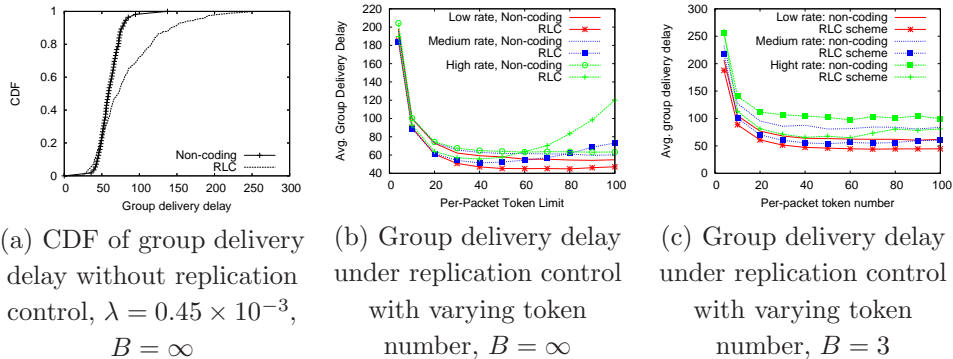 1
0.8
0.6
0.4
0.2
0
CDF
0 50 100 150 200 250 300
Group delivery delay
Non-coding
RLC
220
200
180
160
140
120
100
80
60
40
Avg. Group Delivery Delay
0 20 40 60 80 100
Per-Packet Token Limit
Low rate, Non-coding
RLC
Medium rate, Non-coding
RLC
High rate, Non-coding
RLC
300
250
200
150
100
50
0
Avg. group delivery delay
0 20 40 60 80 100
Per-packet token number
Low rate: non-coding
RLC scheme
Medium rate: non-coding
RLC scheme
Hight rate: non-coding
RLC scheme
(a) CDF of group delivery
delay without replication
control, λ = 0.45 × 10⁻³,
B = ∞
(b) Group delivery delay
under replication control
with varying token
number, B = ∞
(c) Group delivery delay
under replication control
with varying token
number, B = 3